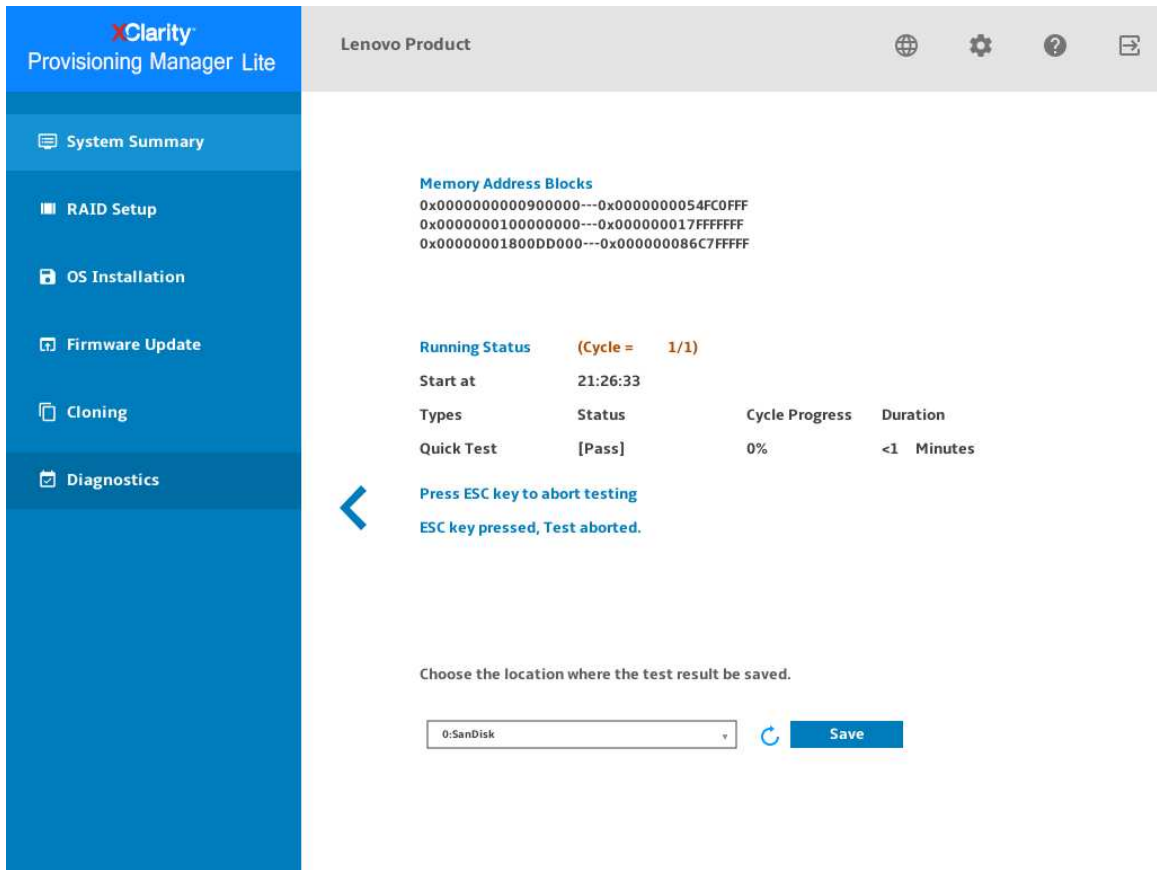 XClarity
Provisioning Manager Lite
Lenovo Product
System Summary
RAID Setup
OS Installation
Firmware Update
Cloning
Diagnostics
Memory Address Blocks
0x0000000000900000---0x0000000054FC0FFF
0x0000000100000000---0x000000017FFFFFFF
0x00000001800DD000---0x000000086C7FFFFF
Running Status (Cycle = 1/1)
Start at 21:26:33
Types Status Cycle Progress Duration
Quick Test [Pass] 0% <1 Minutes
Press ESC key to abort testing
ESC key pressed, Test aborted.
Choose the location where the test result be saved.
0:SanDisk Save